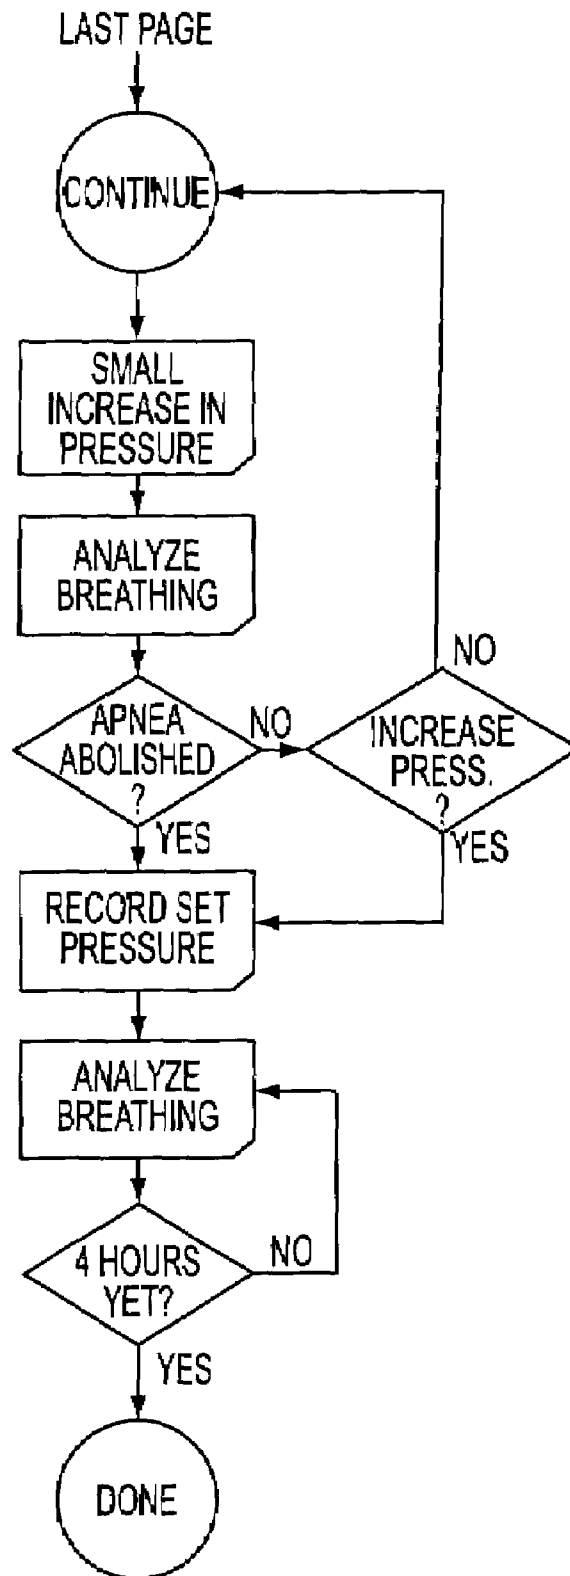 LAST PAGE
CONTINUE
SMALL
INCREASE IN
PRESSURE
ANALYZE
BREATHING
APNEA
ABOLISHED
?
NO
INCREASE
PRESS.
?
NO
YES
YES
RECORD SET
PRESSURE
ANALYZE
BREATHING
4 HOURS
YET?
NO
YES
DONE